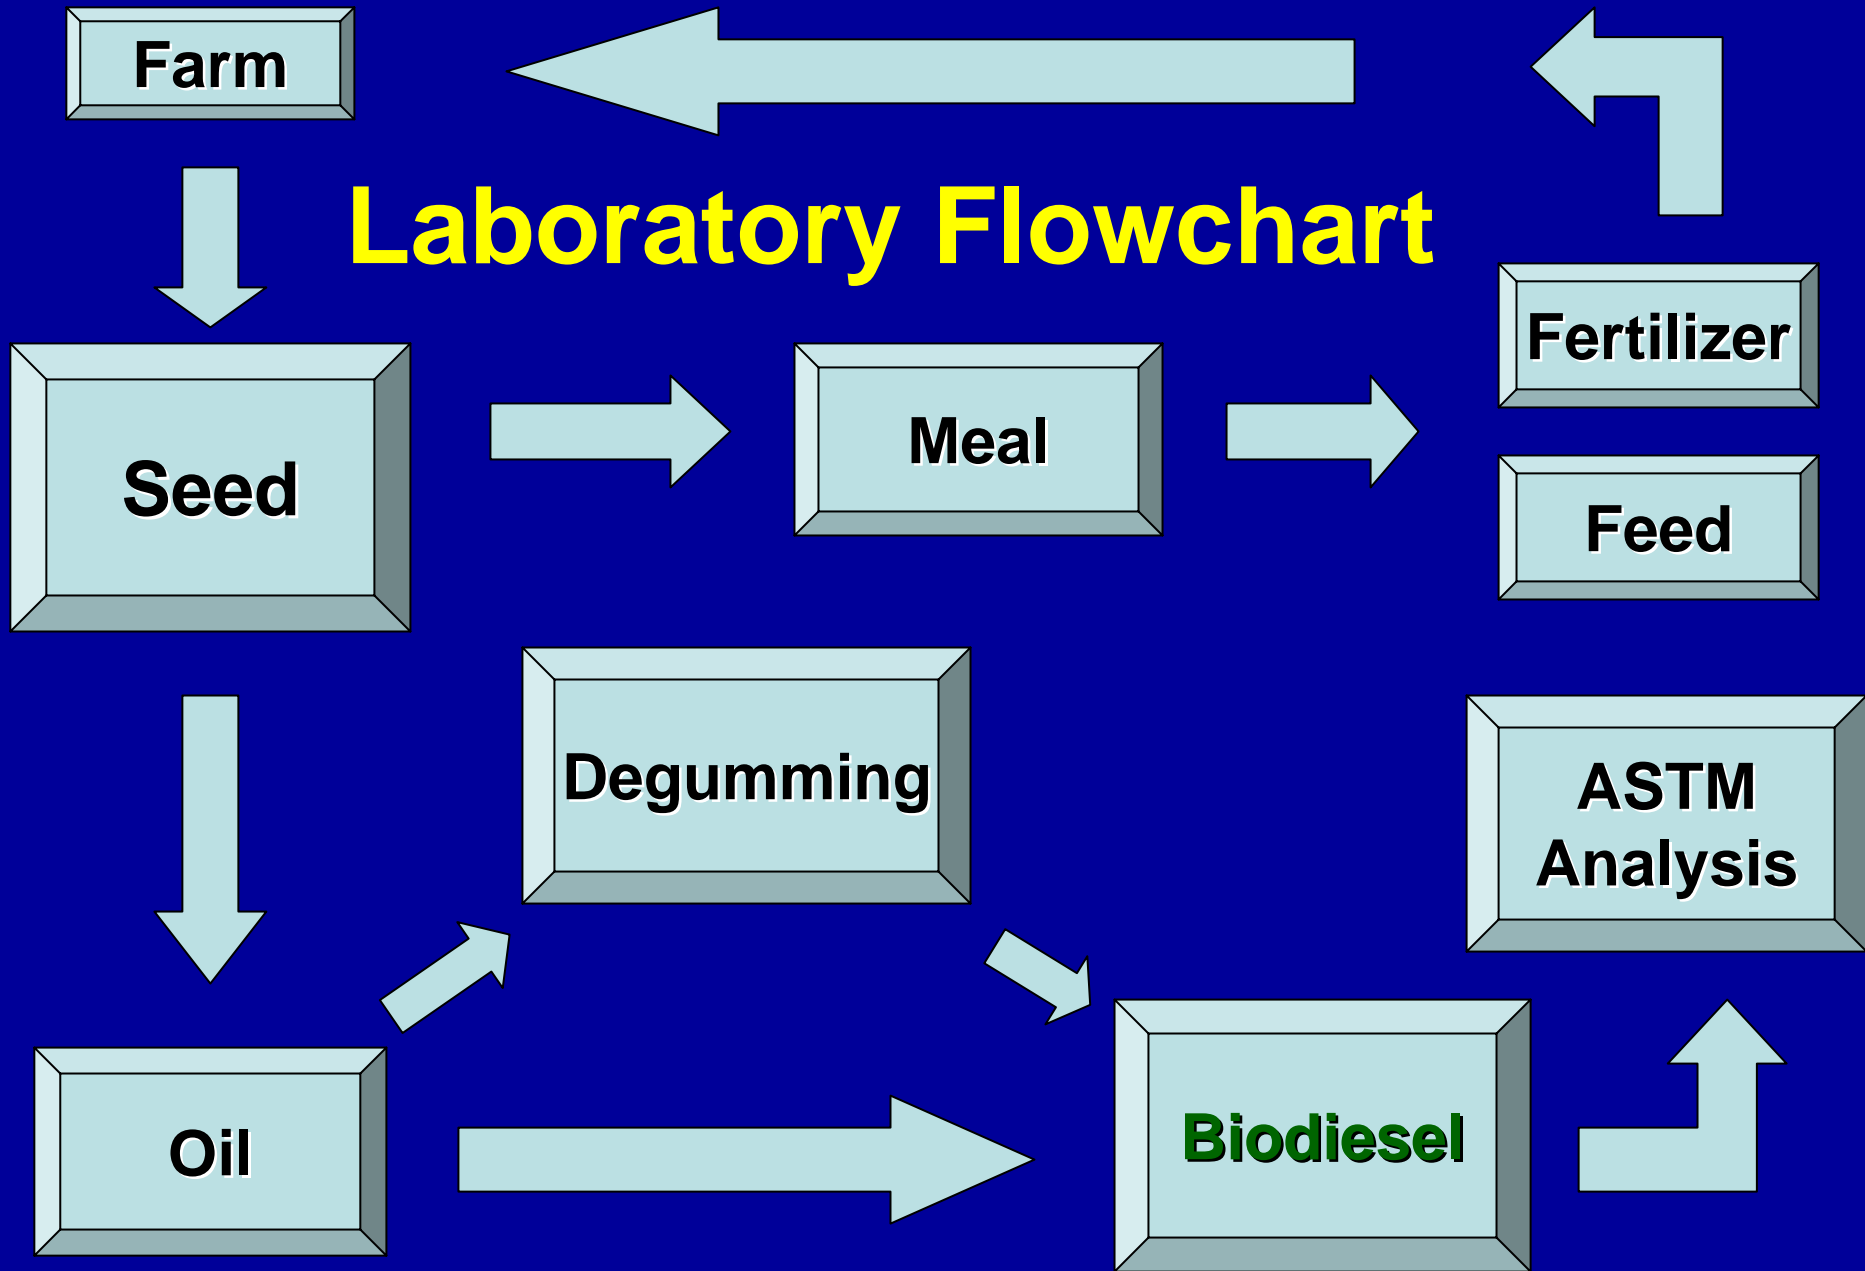 Farm
Laboratory Flowchart
Fertilizer
Seed
Meal
Feed
Degumming
ASTM
Analysis
Oil
Biodiesel